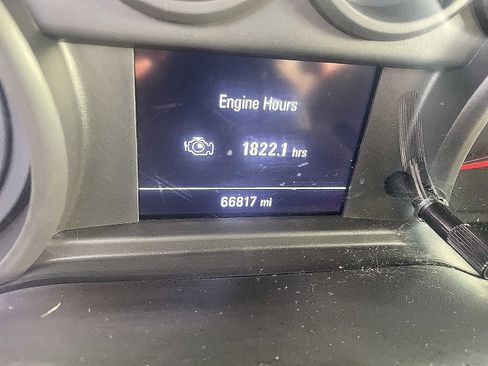 Engine Hours
1822.1 hrs
66817 mi